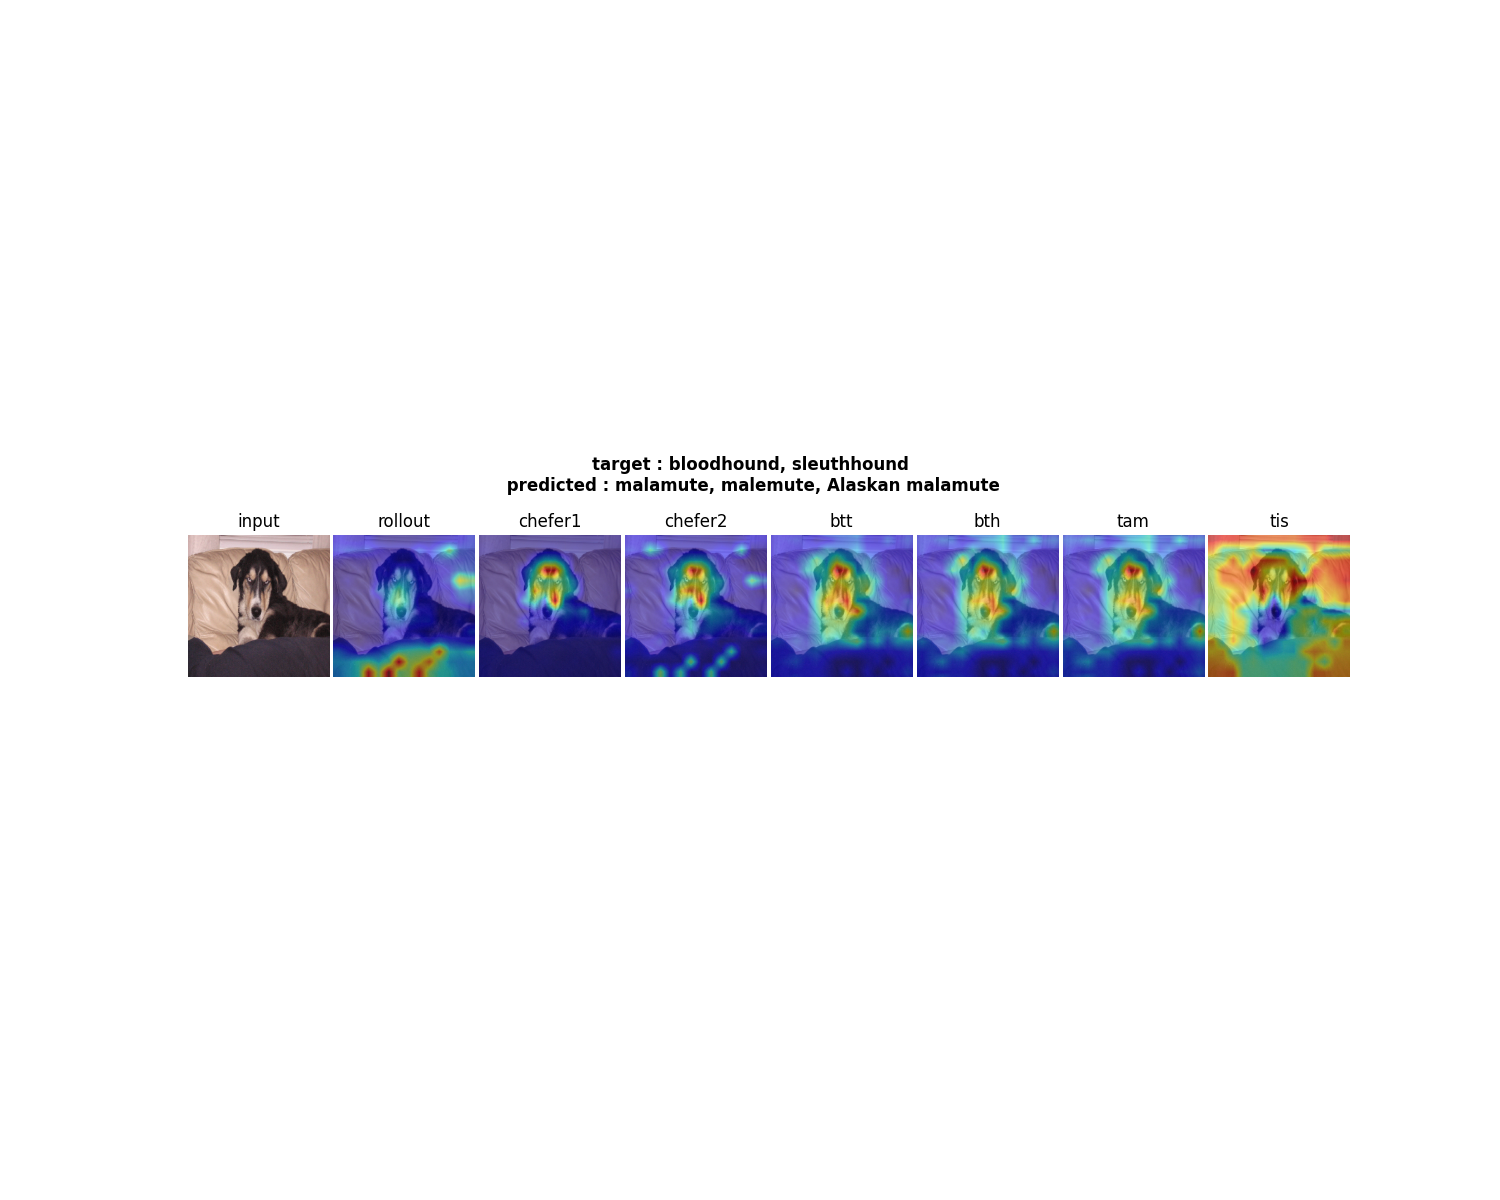 target : bloodhound, sleuthhound
predicted : malamute, malemute, Alaskan malamute
input rollout chefer1 chefer2 btt bth tam tis